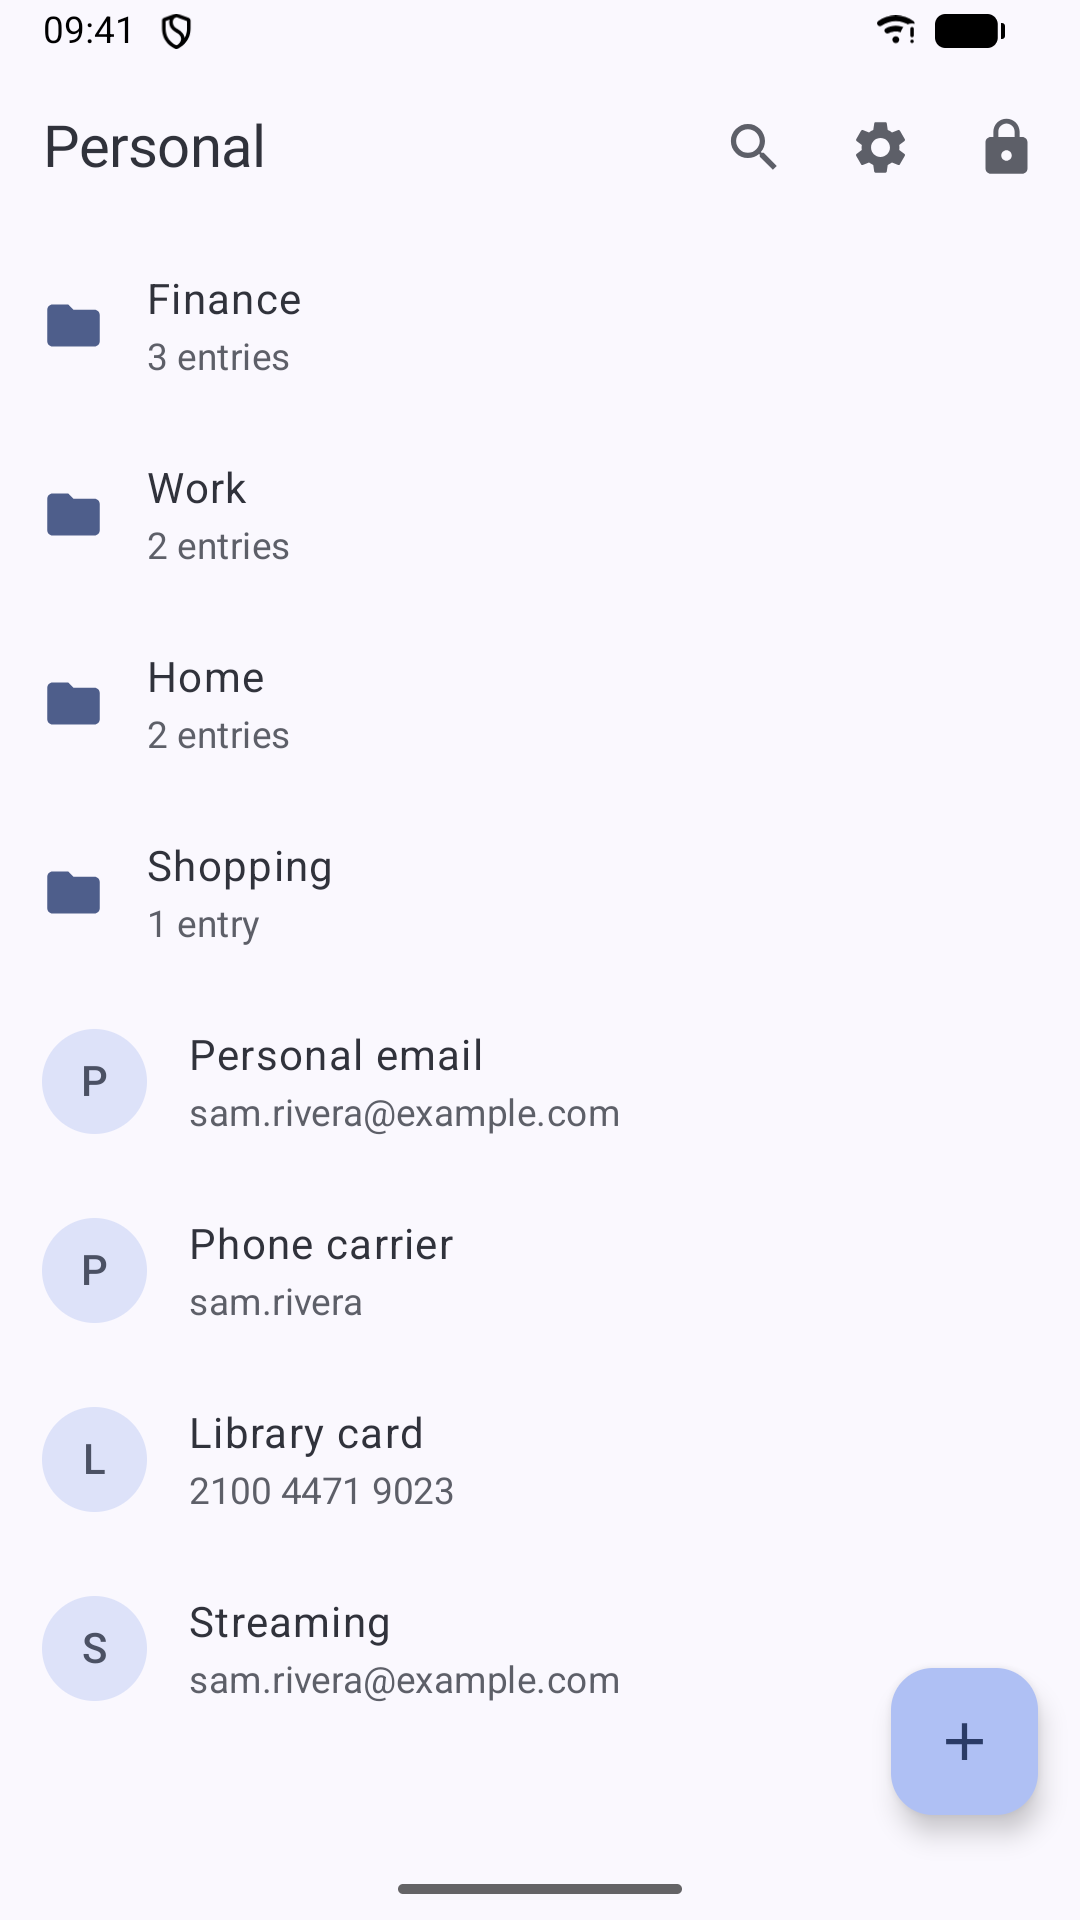 09:41
Personal
Finance
3 entries
Work
2 entries
Home
2 entries
Shopping
1 entry
P
Personal email
sam.rivera@example.com
P
Phone carrier
sam.rivera
L
Library card
2100 4471 9023
S
Streaming
sam.rivera@example.com